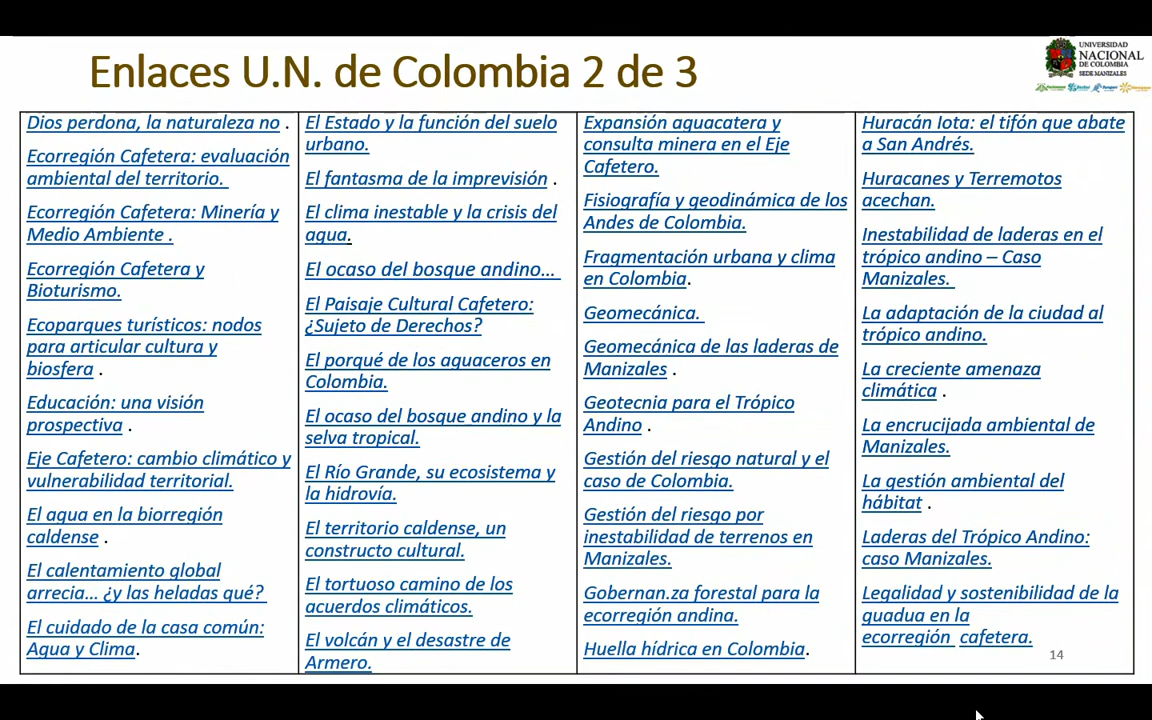 Enlaces U.N. de Colombia 2 de 3
UNIVERSIDAD
NACIONAL
DE COLOMBIA
SEDE MANIZALES
Dios perdona, la naturaleza no .
Ecorregión Cafetera: evaluación
ambiental del territorio.
Ecorregión Cafetera: Minería y
Medio Ambiente .
Ecorregión Cafetera y
Bioturismo.
Ecoparques turísticos: nodos
para articular cultura y
biosfera .
Educación: una visión
prospectiva .
Eje Cafetero: cambio climático y
vulnerabilidad territorial.
El agua en la biorregión
caldense .
El calentamiento global
arrecia... ¿y las heladas qué?
El cuidado de la casa común:
Agua y Clima.
El Estado y la función del suelo
urbano.
El fantasma de la imprevisión .
El clima inestable y la crisis del
agua.
El ocaso del bosque andino...
El Paisaje Cultural Cafetero:
¿Sujeto de Derechos?
El porqué de los aguaceros en
Colombia.
El ocaso del bosque andino y la
selva tropical.
El Río Grande, su ecosistema y
la hidrovía.
El territorio caldense, un
constructo cultural.
El tortuoso camino de los
acuerdos climáticos.
El volcán y el desastre de
Armero.
Expansión aguacatera y
consulta minera en el Eje
Cafetero.
Fisiografía y geodinámica de los
Andes de Colombia.
Fragmentación urbana y clima
en Colombia.
Geomecánica.
Geomecánica de las laderas de
Manizales .
Geotecnia para el Trópico
Andino .
Gestión del riesgo natural y el
caso de Colombia.
Gestión del riesgo por
inestabilidad de terrenos en
Manizales.
Gobernan.za forestal para la
ecorregión andina.
Huella hídrica en Colombia.
Huracán Iota: el tifón que abate
a San Andrés.
Huracanes y Terremotos
acechan.
Inestabilidad de laderas en el
trópico andino – Caso
Manizales.
La adaptación de la ciudad al
trópico andino.
La creciente amenaza
climática .
La encrucijada ambiental de
Manizales.
La gestión ambiental del
hábitat .
Laderas del Trópico Andino:
caso Manizales.
Legalidad y sostenibilidad de la
guadua en la
ecorregión cafetera.
14